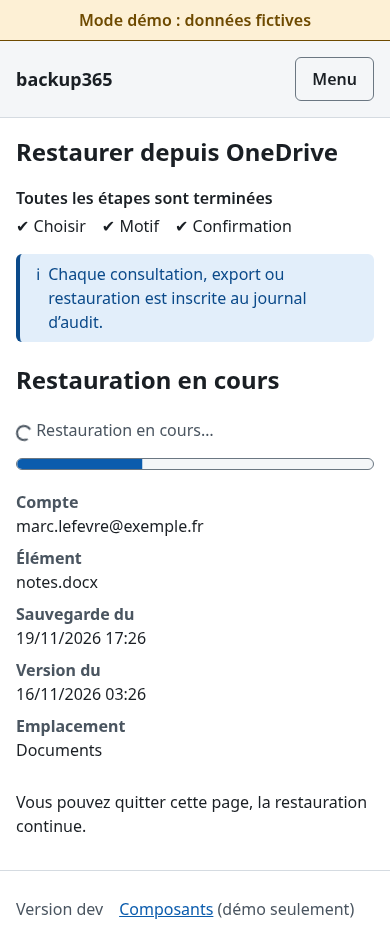 Mode démo : données fictives
backup365
Menu
Restaurer depuis OneDrive
Toutes les étapes sont terminées
✔ Choisir ✔ Motif ✔ Confirmation
i Chaque consultation, export ou
restauration est inscrite au journal
d’audit.
Restauration en cours
Restauration en cours…
Compte
marc.lefevre@exemple.fr
Élément
notes.docx
Sauvegarde du
19/11/2026 17:26
Version du
16/11/2026 03:26
Emplacement
Documents
Vous pouvez quitter cette page, la restauration
continue.
Version dev Composants (démo seulement)